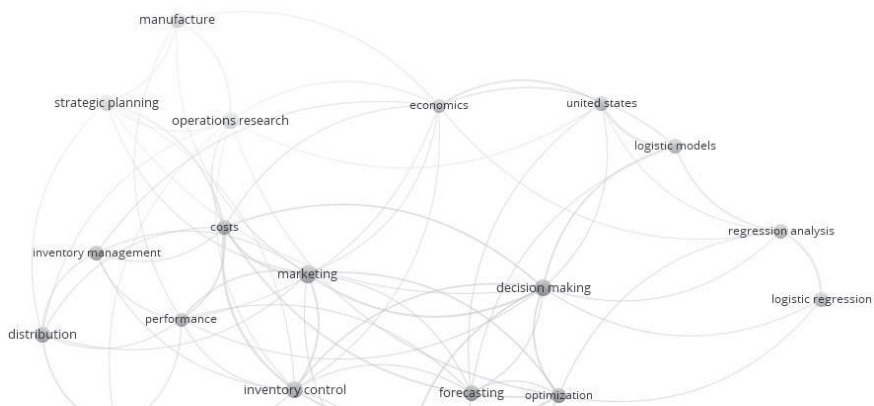 manufacture
strategic planning
economics
united states
operations research
logistic models
costs
regression analysis
inventory management
marketing
decision making
logistic regression
performance
distribution
inventory control
forecasting
optimization